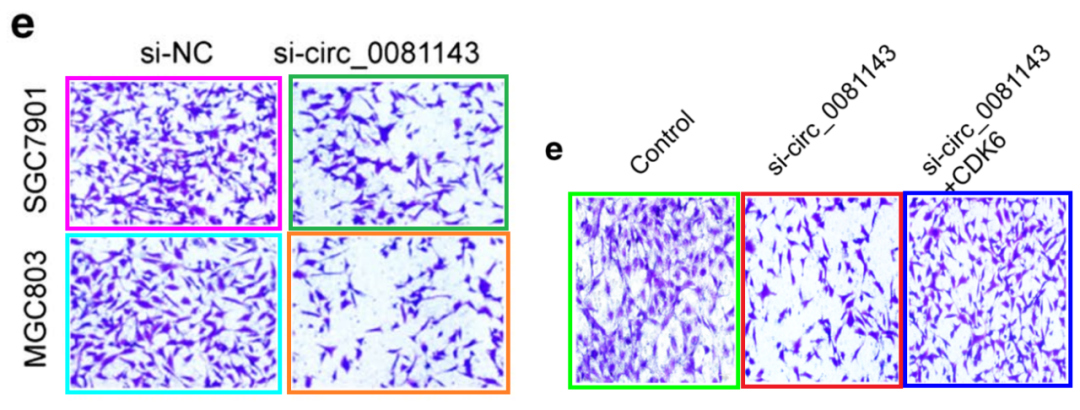 e
si-NC si-circ_0081143
SGC7901
MGC803
e
Control
si-circ_0081143
si-circ_0081143
+CDK6